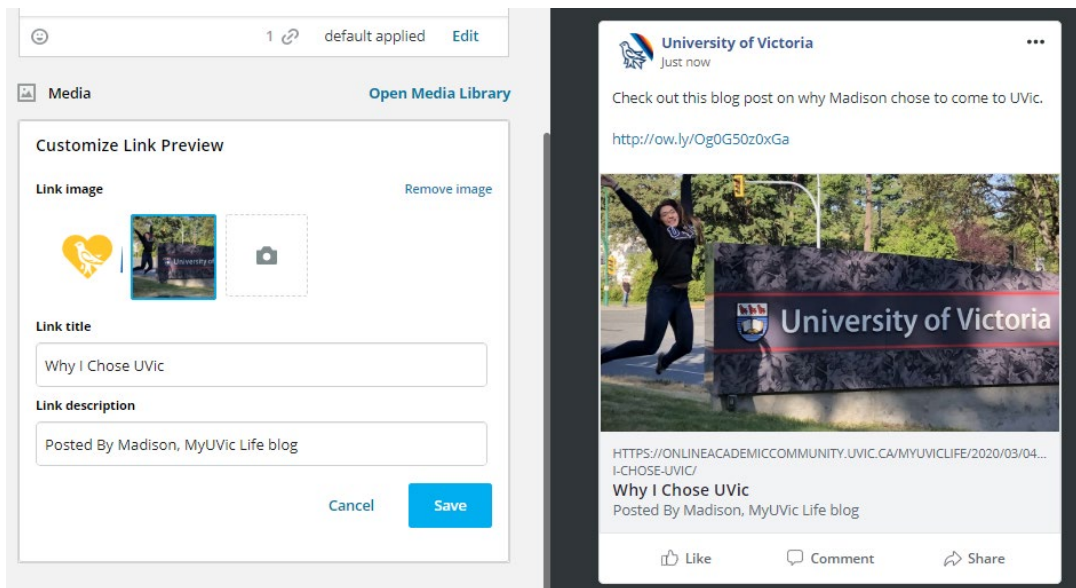 1 default applied Edit
Media Open Media Library
Customize Link Preview
Link image Remove image
University of
Link title
Why I Chose UVic
Link description
Posted By Madison, MyUVic Life blog
Cancel Save
University of Victoria
Just now
Check out this blog post on why Madison chose to come to UVic.
http://ow.ly/Og0G50z0xGa
University of Victoria
HTTPS://ONLINEACADEMICCOMMUNITY.UVIC.CA/MYUVICLIFE/2020/03/04...
I-CHOSE-UVIC/
Why I Chose UVic
Posted By Madison, MyUVic Life blog
Like Comment Share